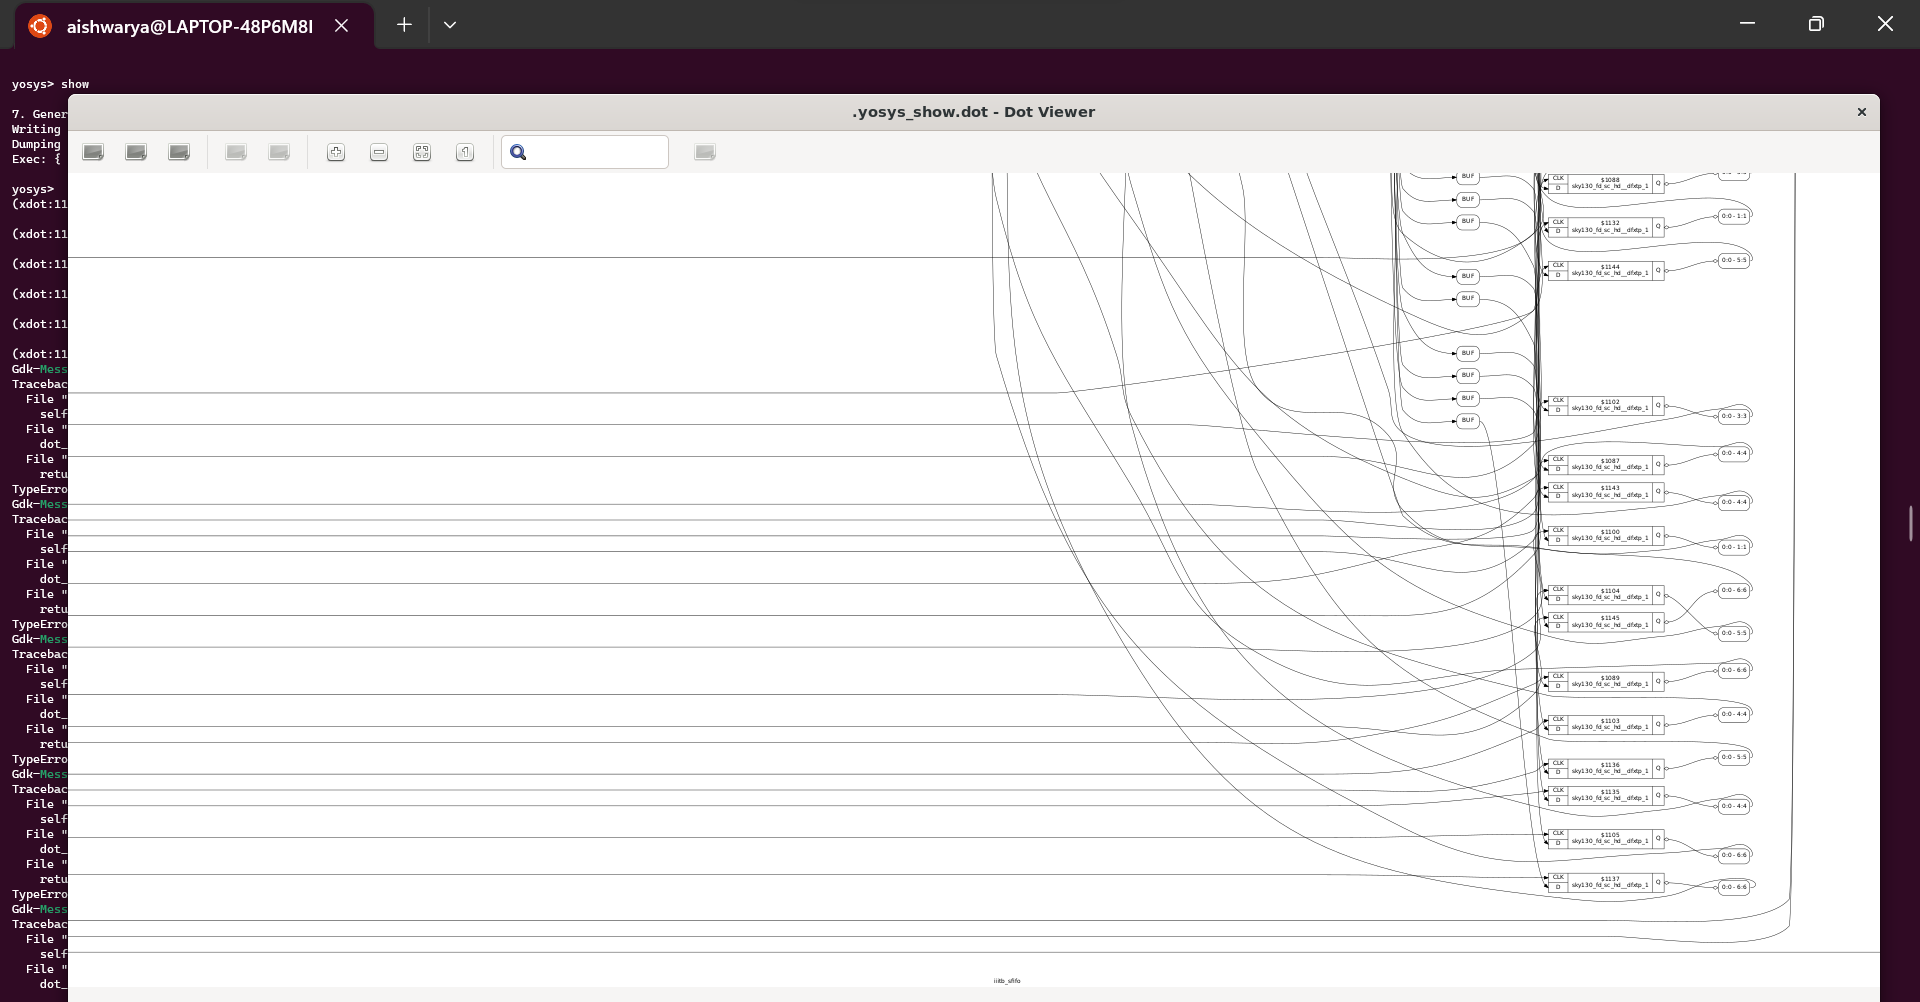 aishwarya@LAPTOP-48P6M8I
yosys> show
7. Gener
Writing
Dumping
Exec: {
yosys>
(xdot:11
(xdot:11
(xdot:11
(xdot:11
(xdot:11
(xdot:11
Gdk-Mess
Tracebac
File "
self
File "
dot_
File "
retu
TypeErro
Gdk-Mess
Tracebac
File "
self
File "
dot_
File "
retu
TypeErro
Gdk-Mess
Tracebac
File "
self
File "
dot_
File "
retu
TypeErro
Gdk-Mess
Tracebac
File "
self
File "
dot_
File "
retu
TypeErro
Gdk-Mess
Tracebac
File "
self
File "
dot_
.yosys_show.dot - Dot Viewer
BUF
BUF
BUF
BUF
BUF
BUF
BUF
BUF
BUF
CLK $1088 Q
D sky130_fd_sc_hd__dfxtp_1
CLK $1132 Q 0:0 - 1:1
D sky130_fd_sc_hd__dfxtp_1
CLK $1144 Q 0:0 - 5:5
D sky130_fd_sc_hd__dfxtp_1
CLK $1102 Q 0:0 - 3:3
D sky130_fd_sc_hd__dfxtp_1
CLK $1087 Q 0:0 - 4:4
D sky130_fd_sc_hd__dfxtp_1
CLK $1143 Q 0:0 - 4:4
D sky130_fd_sc_hd__dfxtp_1
CLK $1100 Q 0:0 - 1:1
D sky130_fd_sc_hd__dfxtp_1
CLK $1104 Q 0:0 - 6:6
D sky130_fd_sc_hd__dfxtp_1
CLK $1145 Q 0:0 - 5:5
D sky130_fd_sc_hd__dfxtp_1
CLK $1089 Q 0:0 - 6:6
D sky130_fd_sc_hd__dfxtp_1
CLK $1103 Q 0:0 - 4:4
D sky130_fd_sc_hd__dfxtp_1
CLK $1136 Q 0:0 - 5:5
D sky130_fd_sc_hd__dfxtp_1
CLK $1135 Q 0:0 - 4:4
D sky130_fd_sc_hd__dfxtp_1
CLK $1105 Q 0:0 - 6:6
D sky130_fd_sc_hd__dfxtp_1
CLK $1137 Q 0:0 - 6:6
D sky130_fd_sc_hd__dfxtp_1
iiitb_sfifo